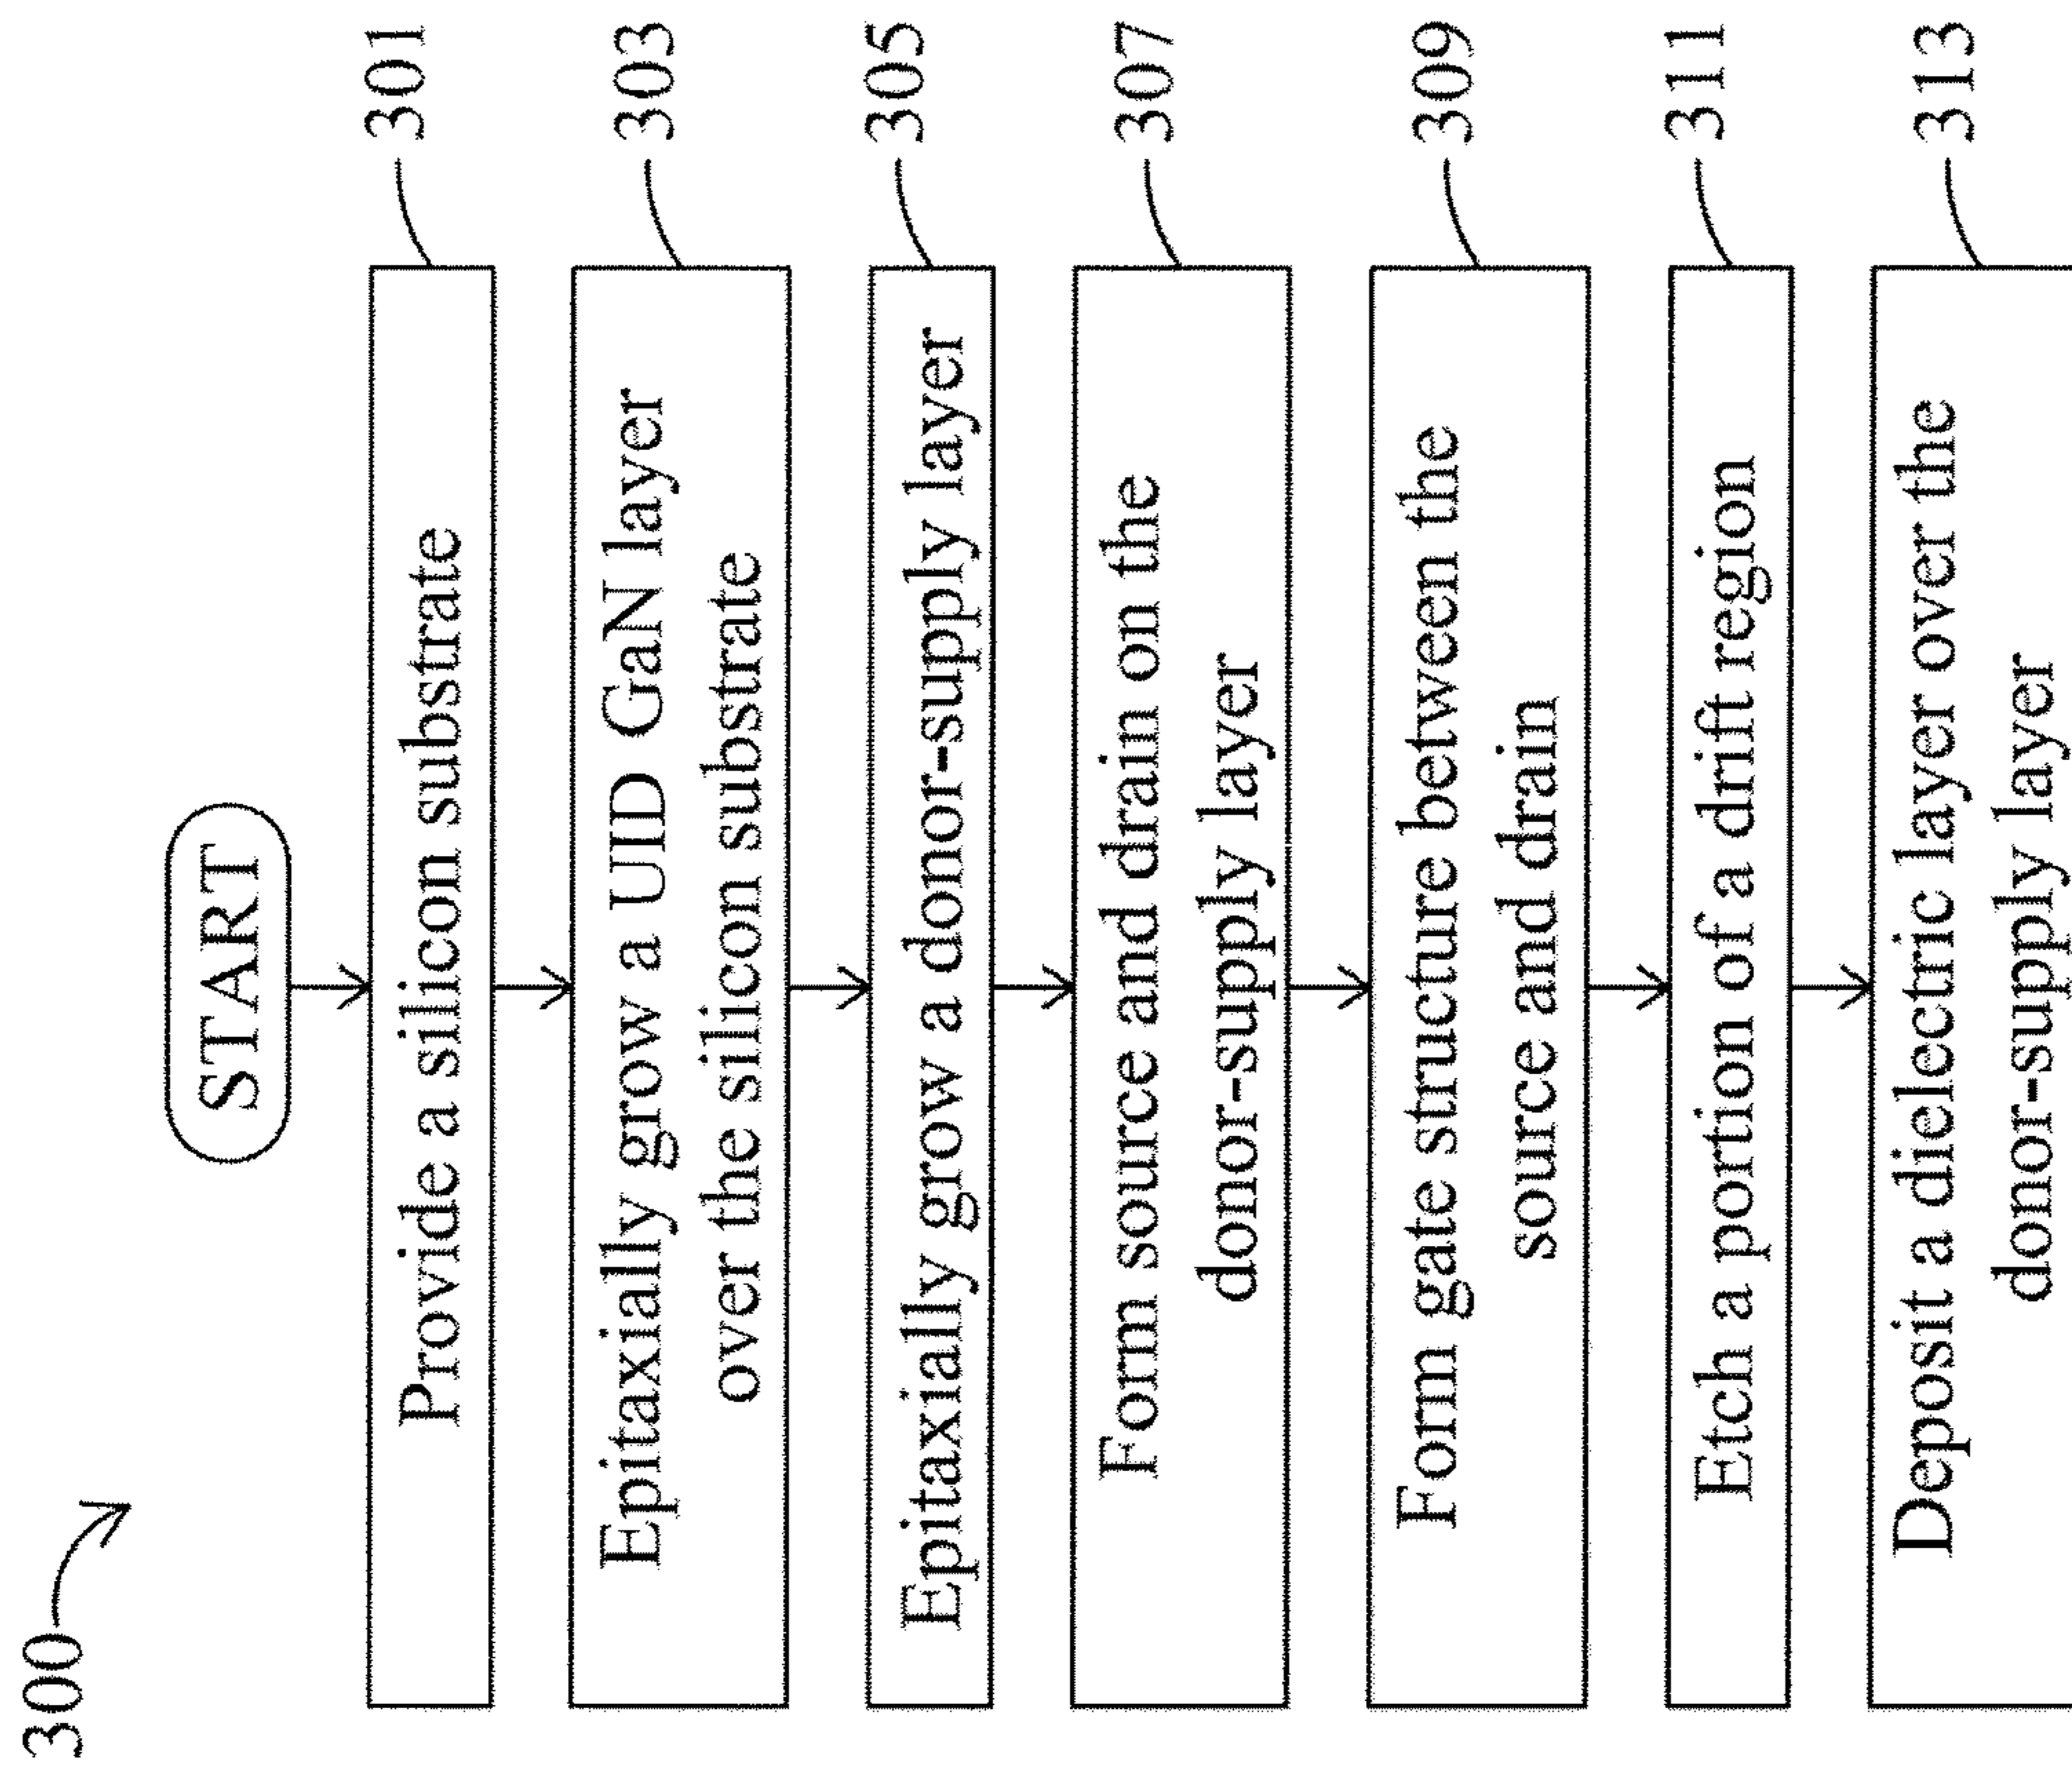 300
START
Provide a silicon substrate
301
Epitaxially grow a UID GaN layer
over the silicon substrate
303
Epitaxially grow a donor-supply layer
305
Form source and drain on the
donor-supply layer
307
Form gate structure between the
source and drain
309
Etch a portion of a drift region
311
Deposit a dielectric layer over the
donor-supply layer
313